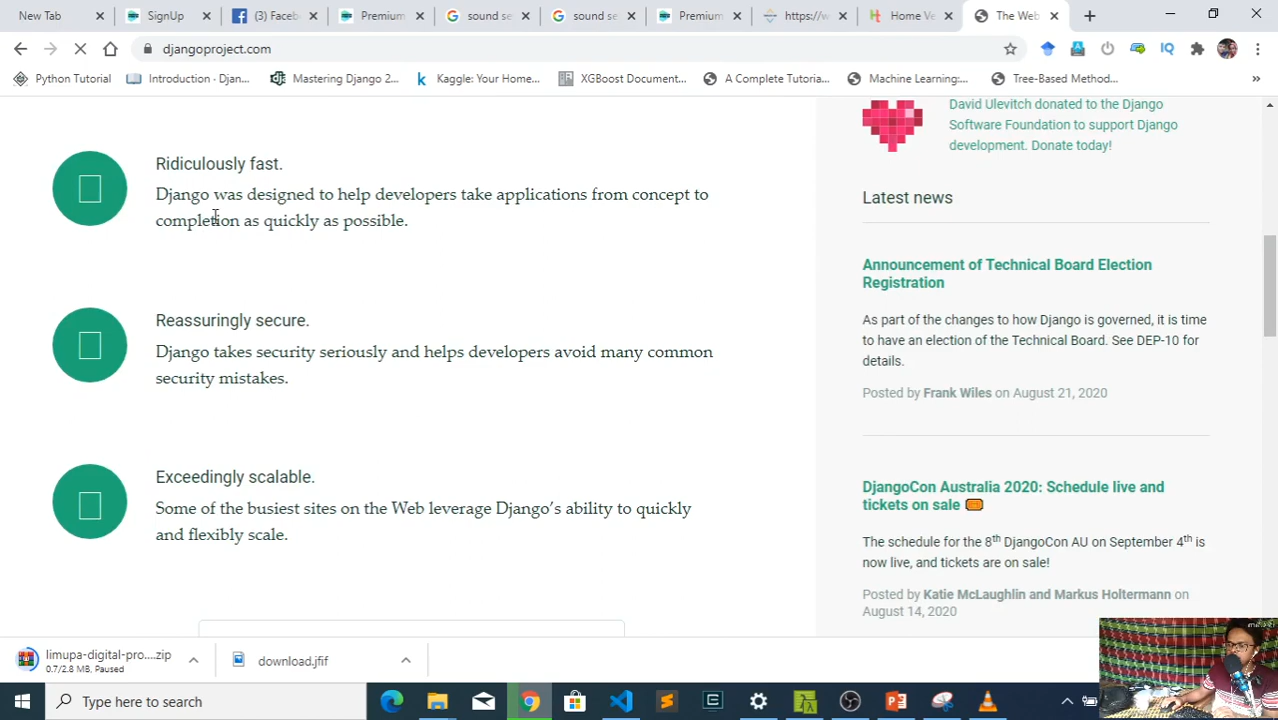 New Tab
SignUp
(3) Faceb
Premium
sound se
sound se
Premium
https://w
Home Ve
The Web
djangoproject.com
IQ
Python Tutorial
Introduction · Djan...
Mastering Django 2...
Kaggle: Your Home...
XGBoost Document...
A Complete Tutoria...
Machine Learning:...
Tree-Based Method...
»
Ridiculously fast.
Django was designed to help developers take applications from concept to
completion as quickly as possible.
Reassuringly secure.
Django takes security seriously and helps developers avoid many common
security mistakes.
Exceedingly scalable.
Some of the busiest sites on the Web leverage Django's ability to quickly
and flexibly scale.
David Ulevitch donated to the Django
Software Foundation to support Django
development. Donate today!
Latest news
Announcement of Technical Board Election
Registration
As part of the changes to how Django is governed, it is time
to have an election of the Technical Board. See DEP-10 for
details.
Posted by Frank Wiles on August 21, 2020
DjangoCon Australia 2020: Schedule live and
tickets on sale 🎟️
The schedule for the 8th DjangoCon AU on September 4th is
now live, and tickets are on sale!
Posted by Katie McLaughlin and Markus Holtermann on
August 14, 2020
limupa-digital-pro....zip
0.7/2.8 MB, Paused
download.jfif
Type here to search